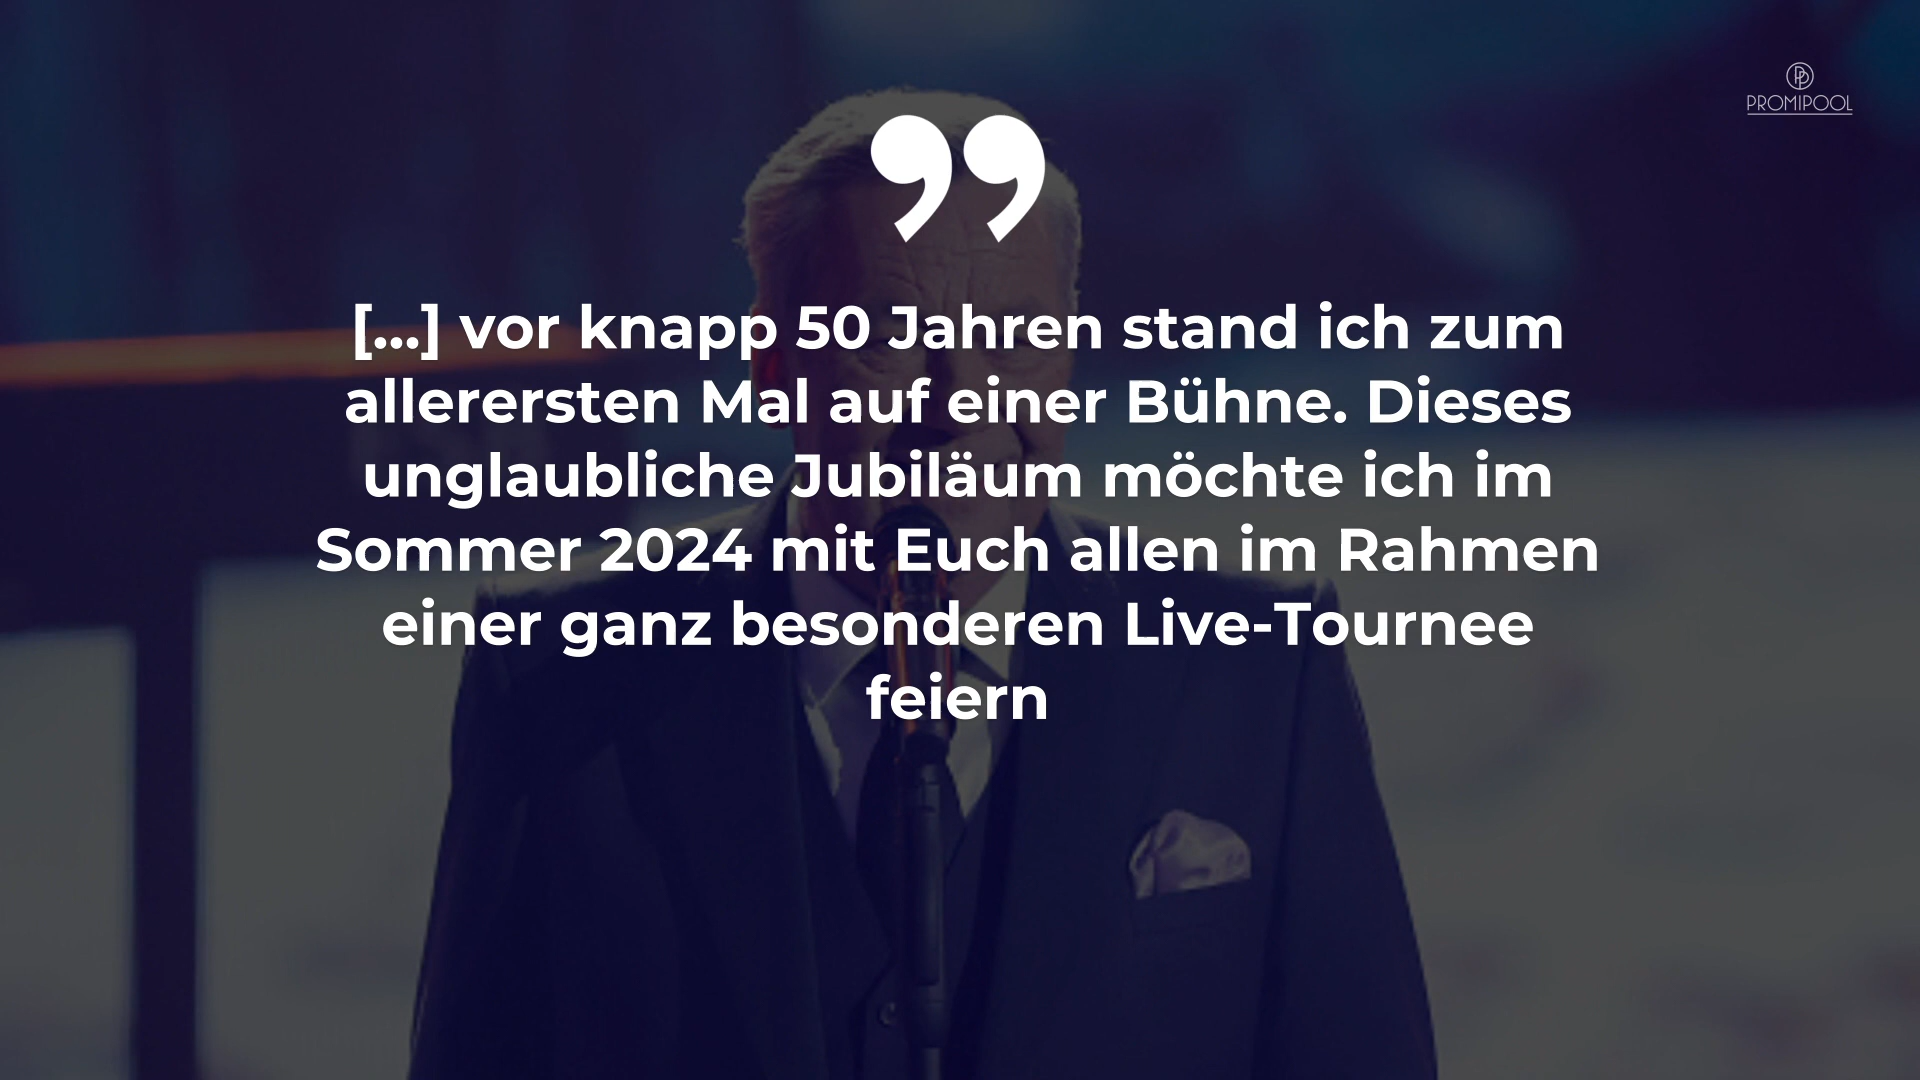 PROMIPOOL
”
[...] vor knapp 50 Jahren stand ich zum
allerersten Mal auf einer Bühne. Dieses
unglaubliche Jubiläum möchte ich im
Sommer 2024 mit Euch allen im Rahmen
einer ganz besonderen Live-Tournee
feiern